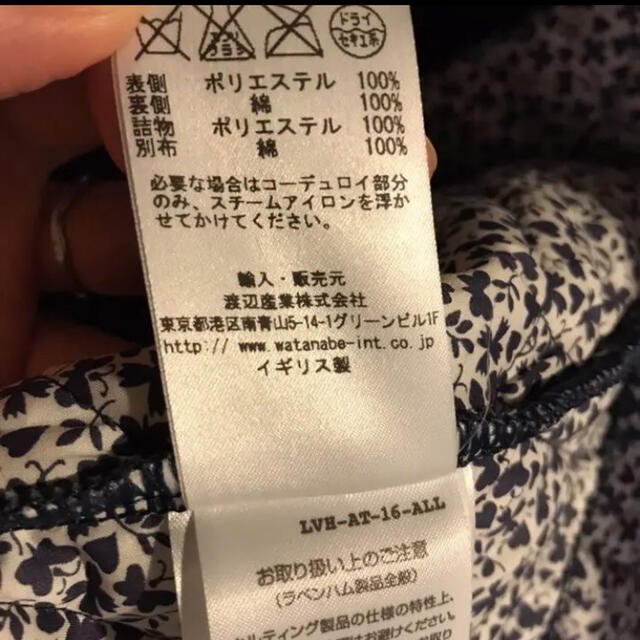 ドライ
セキユ系
表側 ポリエステル 100%
裏側 綿 100%
詰物 ポリエステル 100%
別布 綿 100%
必要な場合はコーデュロイ部分
のみ、スチームアイロンを浮か
せてかけてください。
輸入・販売元
渡辺産業株式会社
東京都港区南青山5-14-1グリーンビル1F
http://www.watanabe-int.co.jp
イギリス製
LVH-AT-16-ALL
お取り扱い上のご注意
(ラベンハム製品全般)
キルティング製品の仕様の特性上,